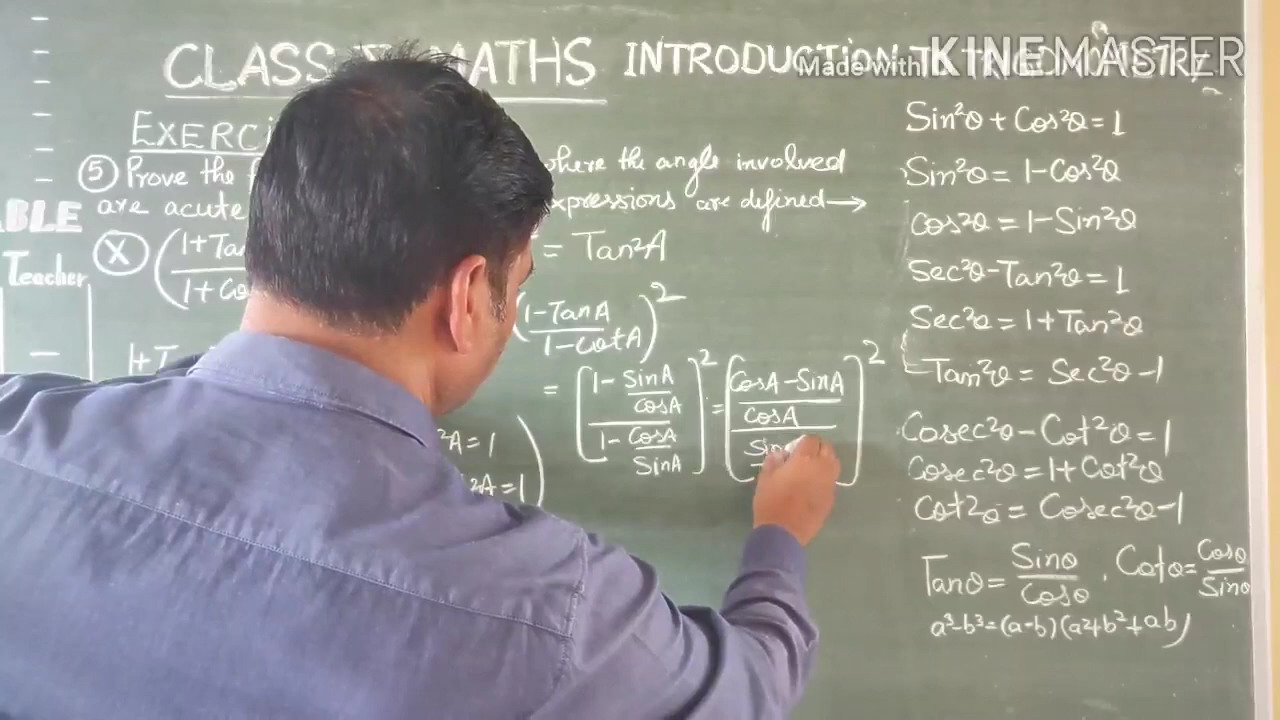 CLASS MATHS INTRODUCTION
Made with KINEMASTER
EXERCI
⑤ Prove the where the angle involved
are acute expressions are defined→
BLE
Teacher
Ⓧ (1+Tan / 1+Co = Tan²A
1+T
(1-TanA / 1-CotA)²
²A=1
²A=1
= [1-SinA/CosA / 1-CosA/SinA]² = [CosA-SinA/CosA / Sin]²
Sin²θ+Cos²θ=1
Sin²θ=1-Cos²θ
Cos²θ=1-Sin²θ
Sec²θ-Tan²θ=1
Sec²θ=1+Tan²θ
Tan²θ=Sec²θ-1
Cosec²θ-Cot²θ=1
Cosec²θ=1+Cot²θ
Cot²θ=Cosec²θ-1
Tanθ=Sinθ/Cosθ, Cotθ=Cosθ/Sinθ
a³-b³=(a-b)(a²+b²+ab)